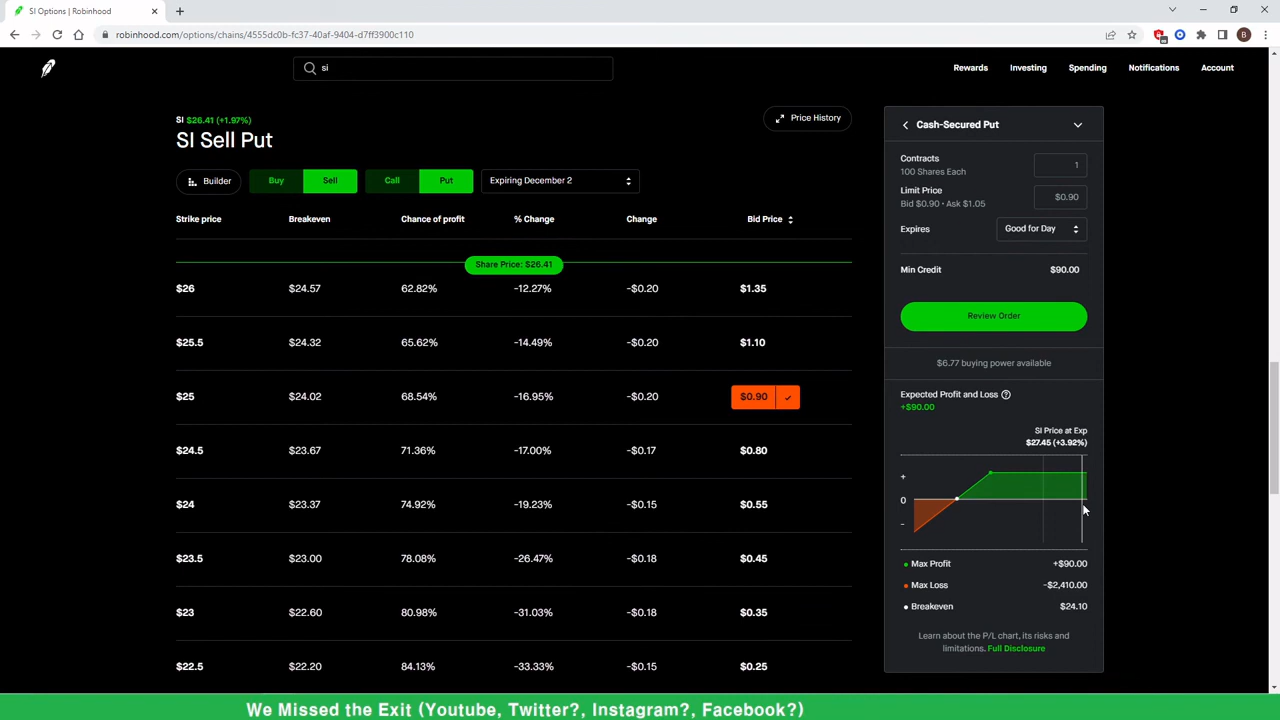 SI Options | Robinhood
robinhood.com/options/chains/4555dc0b-fc37-40af-9404-d7ff3900c110
B
si
Rewards
Investing
Spending
Notifications
Account
SI $26.41 (+1.97%)
SI Sell Put
Price History
Builder
Buy
Sell
Call
Put
Expiring December 2
Strike price Breakeven Chance of profit % Change Change Bid Price
Share Price: $26.41
$26 $24.57 62.82% -12.27% -$0.20 $1.35
$25.5 $24.32 65.62% -14.49% -$0.20 $1.10
$25 $24.02 68.54% -16.95% -$0.20 $0.90
$24.5 $23.67 71.36% -17.00% -$0.17 $0.80
$24 $23.37 74.92% -19.23% -$0.15 $0.55
$23.5 $23.00 78.08% -26.47% -$0.18 $0.45
$23 $22.60 80.98% -31.03% -$0.18 $0.35
$22.5 $22.20 84.13% -33.33% -$0.15 $0.25
Cash-Secured Put
Contracts
100 Shares Each
1
Limit Price
Bid $0.90 • Ask $1.05
$0.90
Expires
Good for Day
Min Credit $90.00
Review Order
$6.77 buying power available
Expected Profit and Loss ?
+$90.00
SI Price at Exp
$27.45 (+3.92%)
+
0
-
Max Profit +$90.00
Max Loss -$2,410.00
Breakeven $24.10
Learn about the P/L chart, its risks and
limitations. Full Disclosure
We Missed the Exit (Youtube, Twitter?, Instagram?, Facebook?)